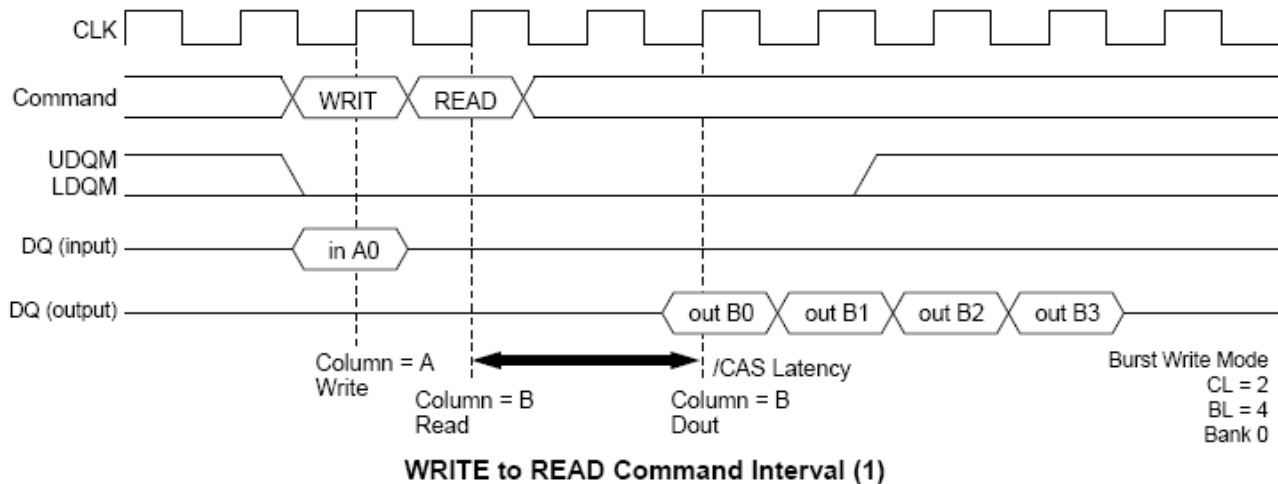 CLK
Command WRIT READ
UDQM
LDQM
DQ (input) in A0
DQ (output) out B0 out B1 out B2 out B3
Column = A
Write
Column = B
Read
/CAS Latency
Column = B
Dout
Burst Write Mode
CL = 2
BL = 4
Bank 0
WRITE to READ Command Interval (1)